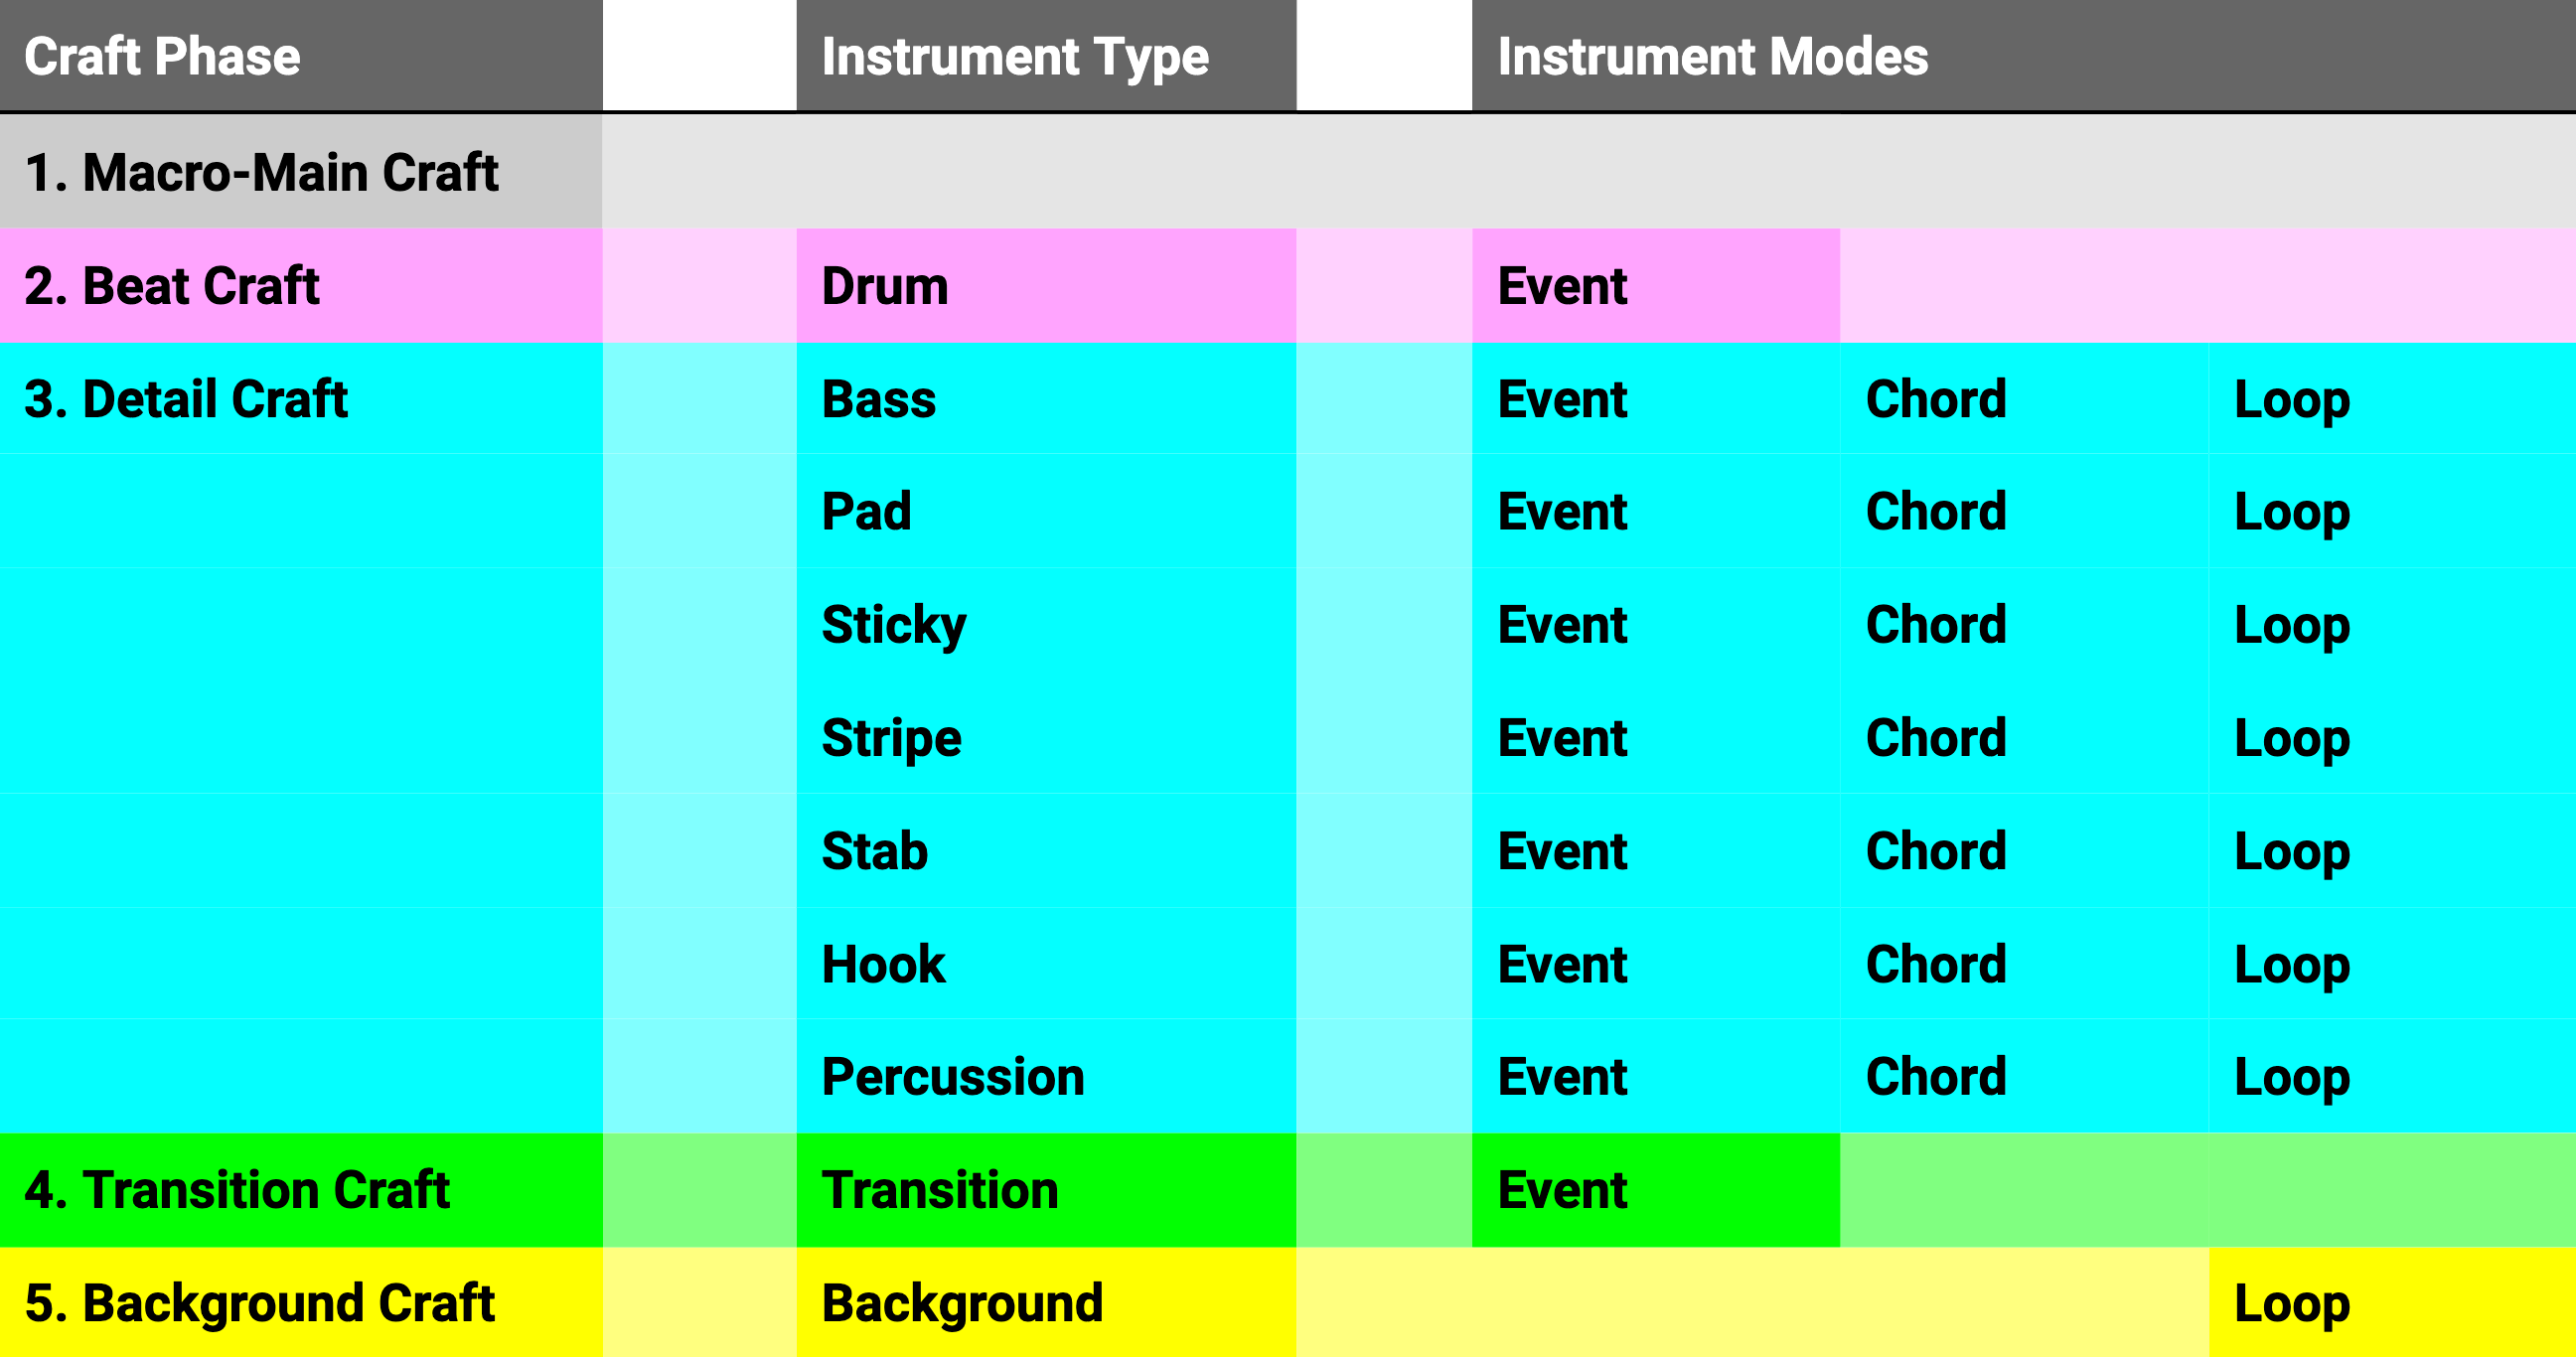 Craft Phase Instrument Type Instrument Modes
1. Macro-Main Craft
2. Beat Craft Drum Event
3. Detail Craft Bass Event Chord Loop
Pad Event Chord Loop
Sticky Event Chord Loop
Stripe Event Chord Loop
Stab Event Chord Loop
Hook Event Chord Loop
Percussion Event Chord Loop
4. Transition Craft Transition Event
5. Background Craft Background Loop